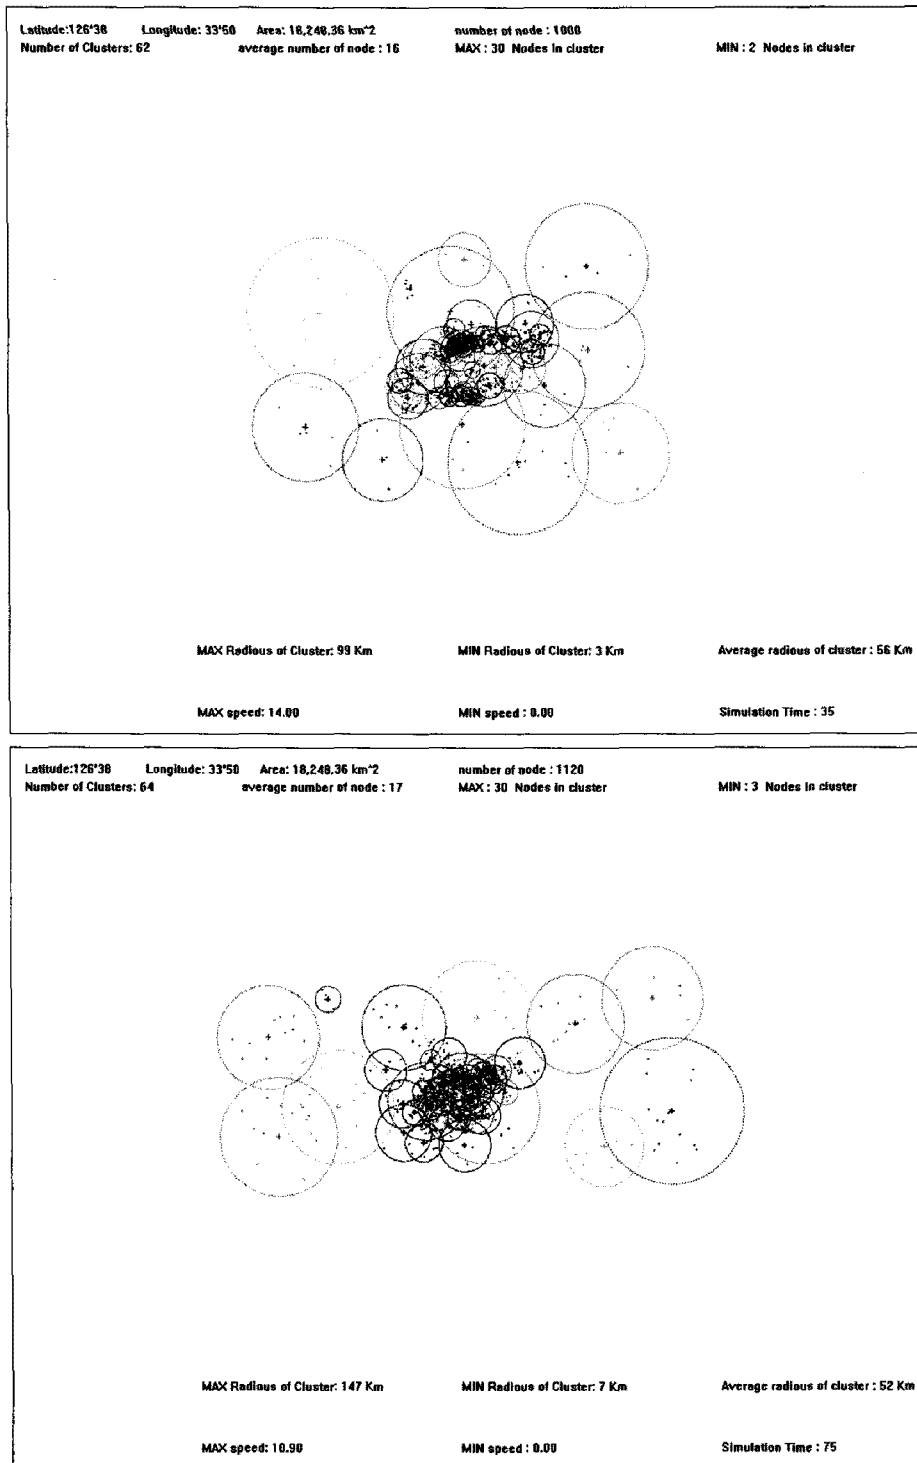 Latitude:126°38 Longitude: 33°50 Area: 18,248.36 km^2 number of node : 1000
Number of Clusters: 62 average number of node : 16 MAX : 30 Nodes in cluster MIN : 2 Nodes in cluster
MAX Radious of Cluster: 99 Km MIN Radious of Cluster: 3 Km Average radious of cluster : 56 Km
MAX speed: 14.00 MIN speed : 0.00 Simulation Time : 35
Latitude:126°38 Longitude: 33°50 Area: 18,248.36 km^2 number of node : 1120
Number of Clusters: 64 average number of node : 17 MAX : 30 Nodes in cluster MIN : 3 Nodes in cluster
MAX Radious of Cluster: 147 Km MIN Radious of Cluster: 7 Km Average radious of cluster : 52 Km
MAX speed: 10.90 MIN speed : 0.00 Simulation Time : 75